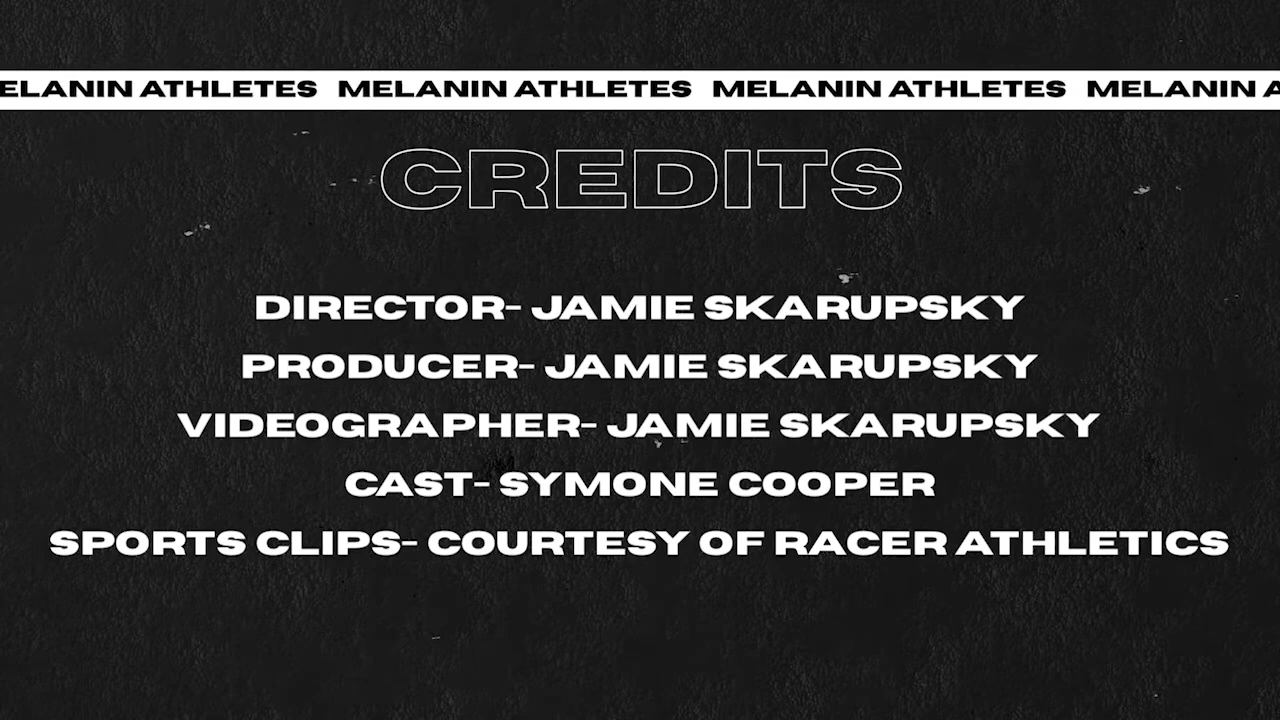 ELANIN ATHLETES MELANIN ATHLETES MELANIN ATHLETES MELANIN A
CREDITS
DIRECTOR- JAMIE SKARUPSKY
PRODUCER- JAMIE SKARUPSKY
VIDEOGRAPHER- JAMIE SKARUPSKY
CAST- SYMONE COOPER
SPORTS CLIPS- COURTESY OF RACER ATHLETICS